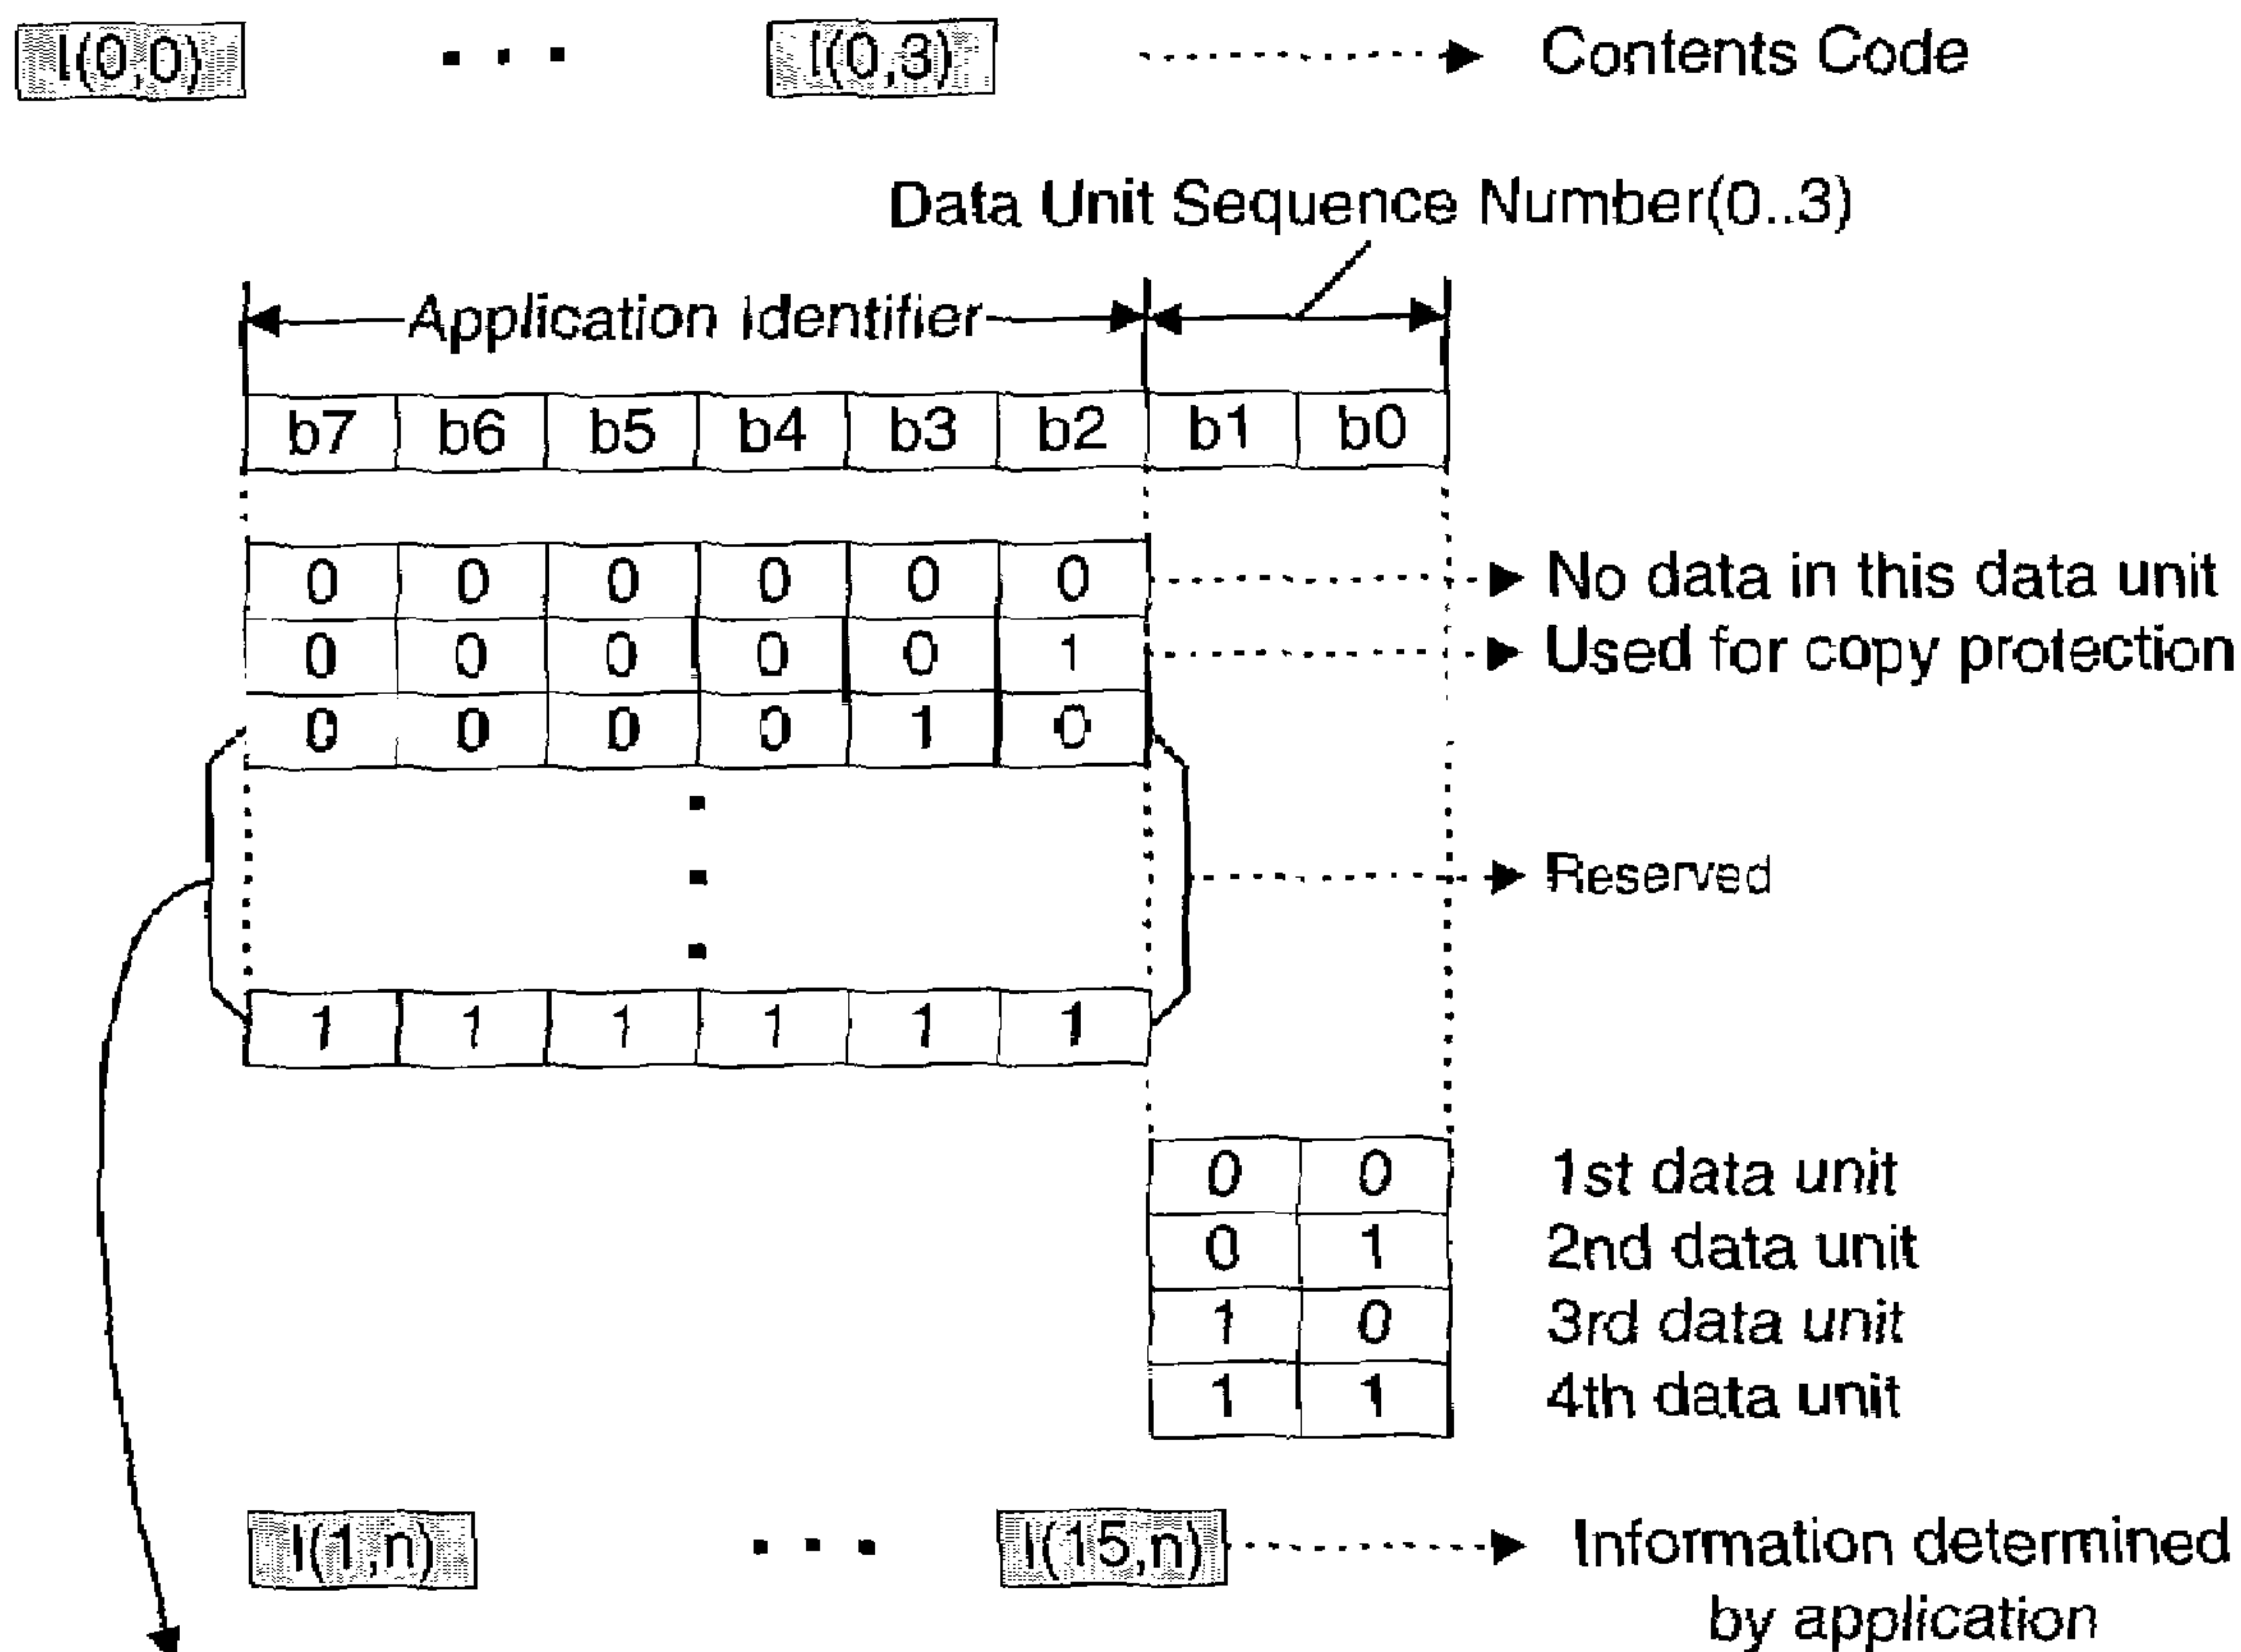 I(0,0) ... I(0,3) Contents Code
Data Unit Sequence Number(0..3)
Application Identifier
b7 b6 b5 b4 b3 b2 b1 b0
0 0 0 0 0 0 No data in this data unit
0 0 0 0 0 1 Used for copy protection
0 0 0 0 1 0
Reserved
1 1 1 1 1 1
0 0 1st data unit
0 1 2nd data unit
1 0 3rd data unit
1 1 4th data unit
I(1,n) ... I(15,n) Information determined
by application